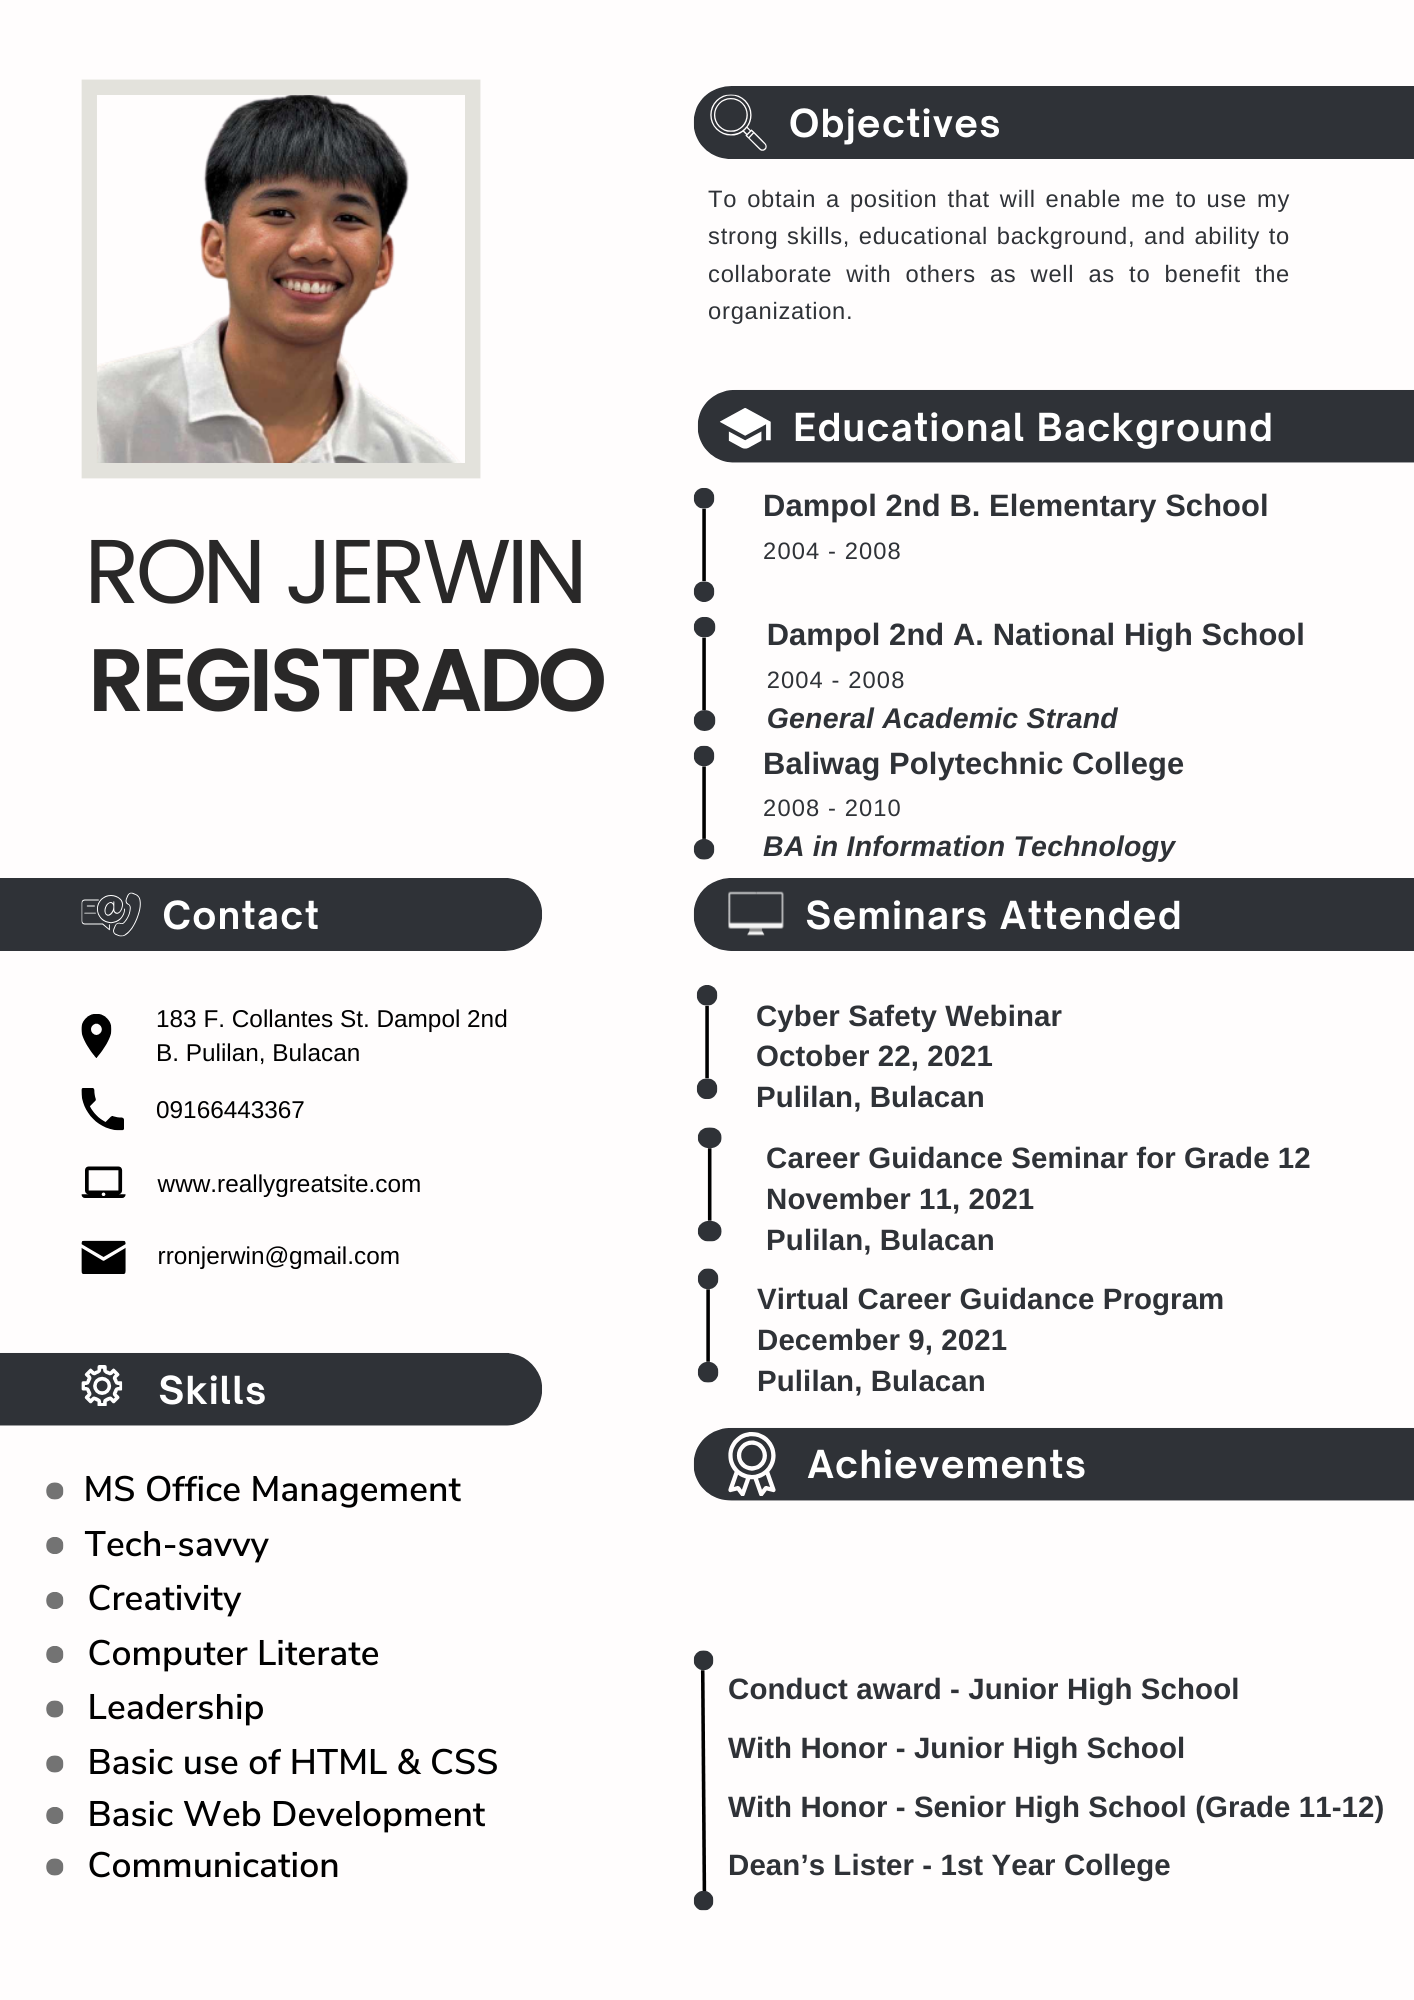 RON JERWIN
REGISTRADO
Contact
183 F. Collantes St. Dampol 2nd
B. Pulilan, Bulacan
09166443367
www.reallygreatsite.com
rronjerwin@gmail.com
Skills
MS Office Management
Tech-savvy
Creativity
Computer Literate
Leadership
Basic use of HTML & CSS
Basic Web Development
Communication
Objectives
To obtain a position that will enable me to use my
strong skills, educational background, and ability to
collaborate with others as well as to benefit the
organization.
Educational Background
Dampol 2nd B. Elementary School
2004 - 2008
Dampol 2nd A. National High School
2004 - 2008
General Academic Strand
Baliwag Polytechnic College
2008 - 2010
BA in Information Technology
Seminars Attended
Cyber Safety Webinar
October 22, 2021
Pulilan, Bulacan
Career Guidance Seminar for Grade 12
November 11, 2021
Pulilan, Bulacan
Virtual Career Guidance Program
December 9, 2021
Pulilan, Bulacan
Achievements
Conduct award - Junior High School
With Honor - Junior High School
With Honor - Senior High School (Grade 11-12)
Dean’s Lister - 1st Year College